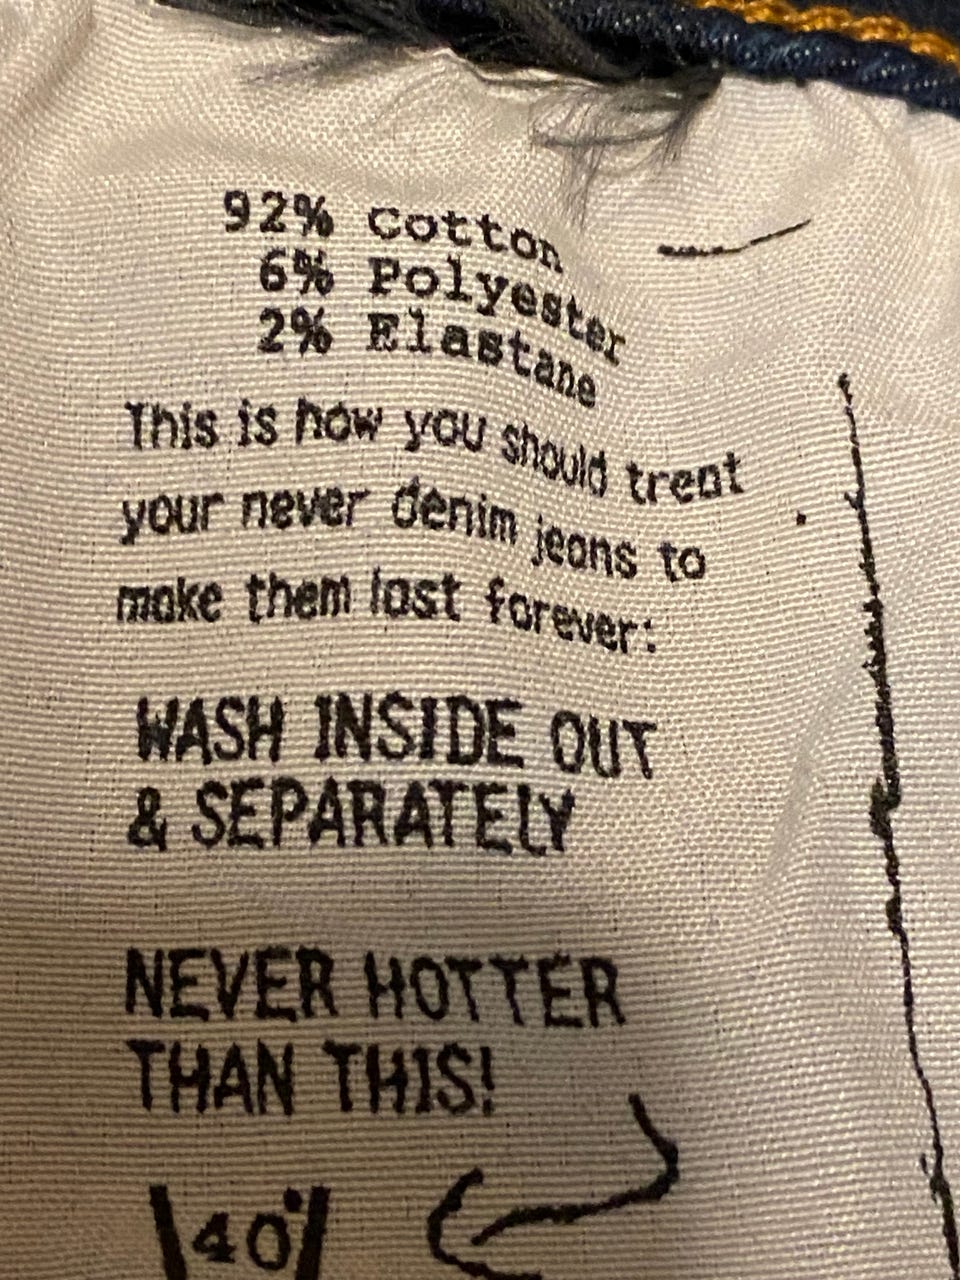 92% Cotton
6% Polyester
2% Elastane
This is how you should treat
your never denim jeans to
make them last forever:
WASH INSIDE OUT
& SEPARATELY
NEVER HOTTER
THAN THIS!
40°